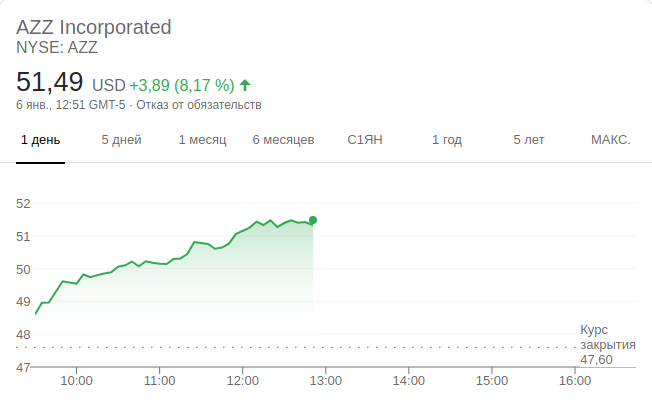 AZZ Incorporated
NYSE: AZZ
51,49 USD +3,89 (8,17 %)
6 янв., 12:51 GMT-5 · Отказ от обязательств
1 день 5 дней 1 месяц 6 месяцев С1ЯН 1 год 5 лет МАКС.
52
51
50
49
48
Курс
закрытия
47,60
47
10:00 11:00 12:00 13:00 14:00 15:00 16:00